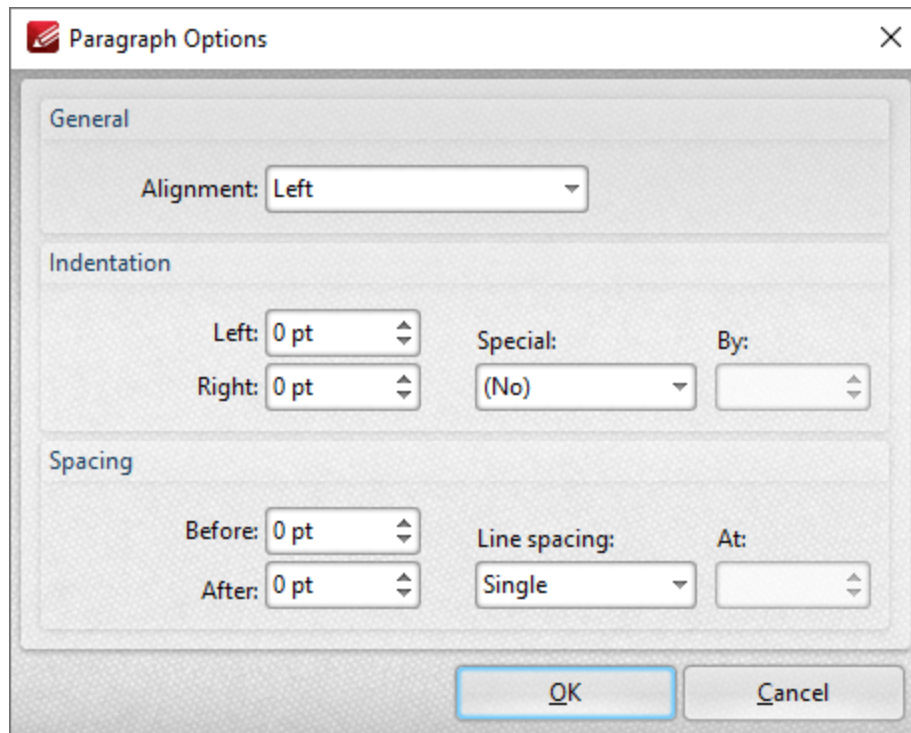 Paragraph Options
General
Alignment: Left
Indentation
Left: 0 pt
Special: By:
Right: 0 pt (No)
Spacing
Before: 0 pt
Line spacing: At:
After: 0 pt Single
OK Cancel